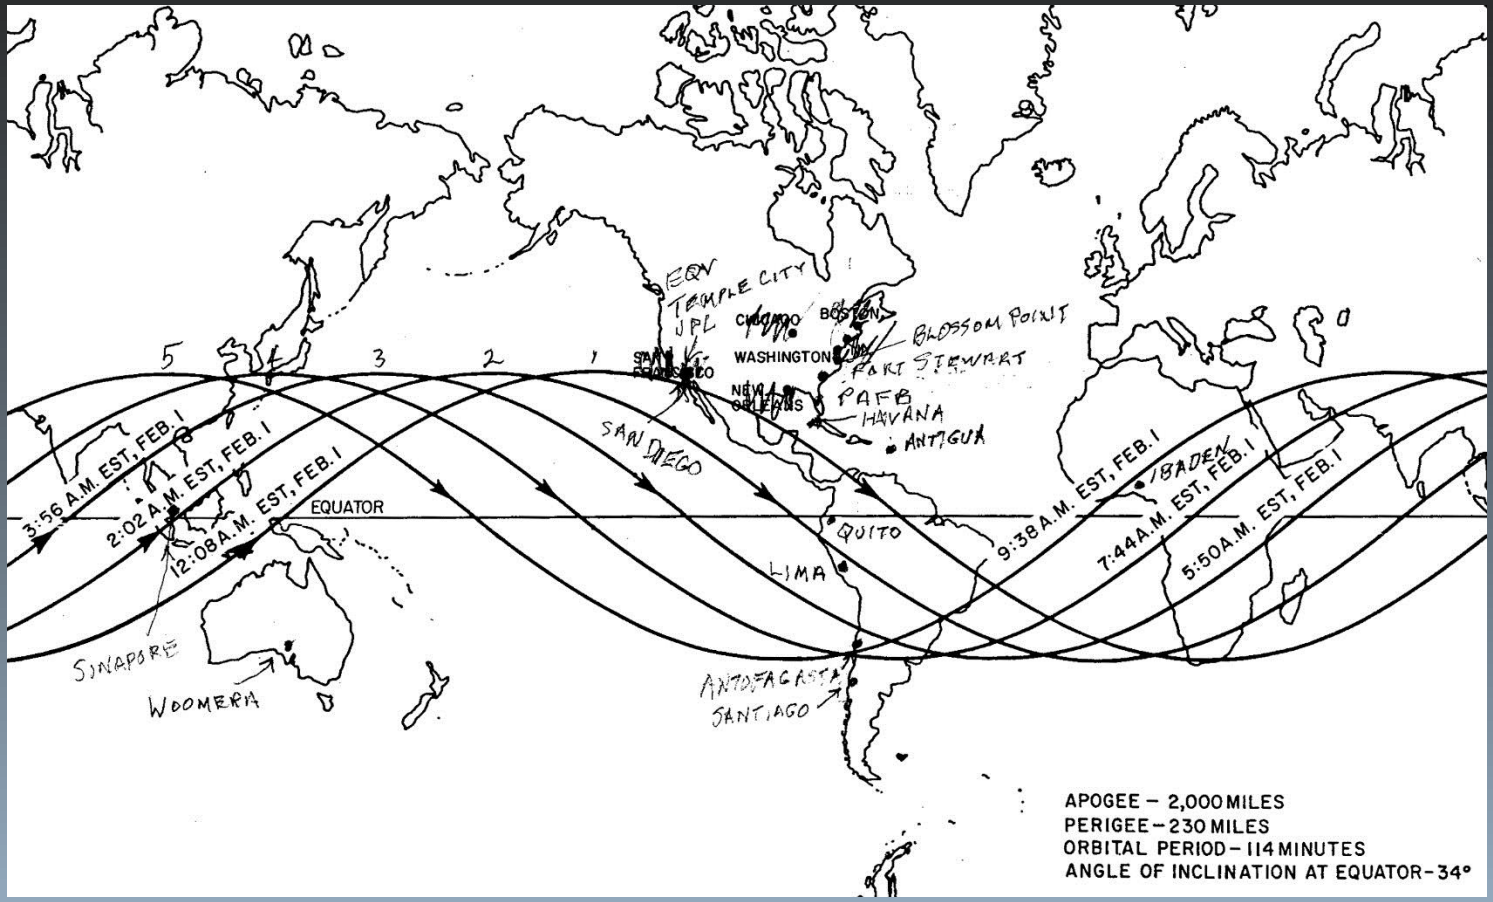 EQV
TEMPLE CITY
JPL
CHICAGO
BOSTON
BLOSSOM POINT
SAN
FRANCISCO
WASHINGTON
FORT STEWART
NEW
ORLEANS
PAFB
HAVANA
ANTIGUA
SAN DIEGO
5
4
3
2
1
3:56 A.M. EST, FEB. 1
2:02 A.M. EST, FEB. 1
12:08 A.M. EST, FEB. 1
EQUATOR
9:38 A.M. EST, FEB. 1
7:44 A.M. EST, FEB. 1
5:50 A.M. EST, FEB. 1
IBADEN
QUITO
LIMA
SINAPORE
WOOMERA
ANTOFAGASTA
SANTIAGO
APOGEE – 2,000 MILES
PERIGEE – 230 MILES
ORBITAL PERIOD – 114 MINUTES
ANGLE OF INCLINATION AT EQUATOR – 34°